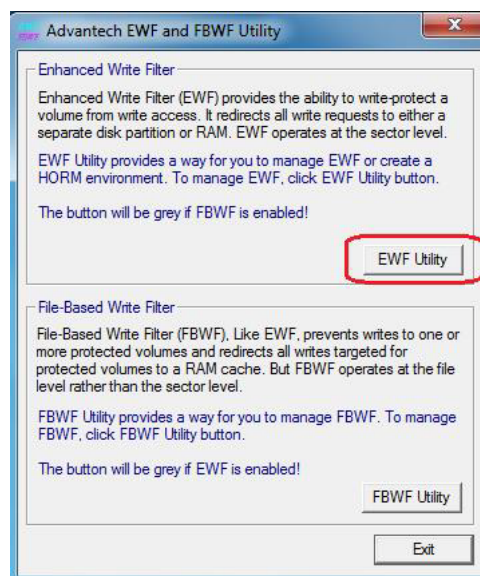 Advantech EWF and FBWF Utility
Enhanced Write Filter
Enhanced Write Filter (EWF) provides the ability to write-protect a
volume from write access. It redirects all write requests to either a
separate disk partition or RAM. EWF operates at the sector level.
EWF Utility provides a way for you to manage EWF or create a
HORM environment. To manage EWF, click EWF Utility button.
The button will be grey if FBWF is enabled!
EWF Utility
File-Based Write Filter
File-Based Write Filter (FBWF), Like EWF, prevents writes to one or
more protected volumes and redirects all writes targeted for
protected volumes to a RAM cache. But FBWF operates at the file
level rather than the sector level.
FBWF Utility provides a way for you to manage FBWF. To manage
FBWF, click FBWF Utility button.
The button will be grey if EWF is enabled!
FBWF Utility
Exit